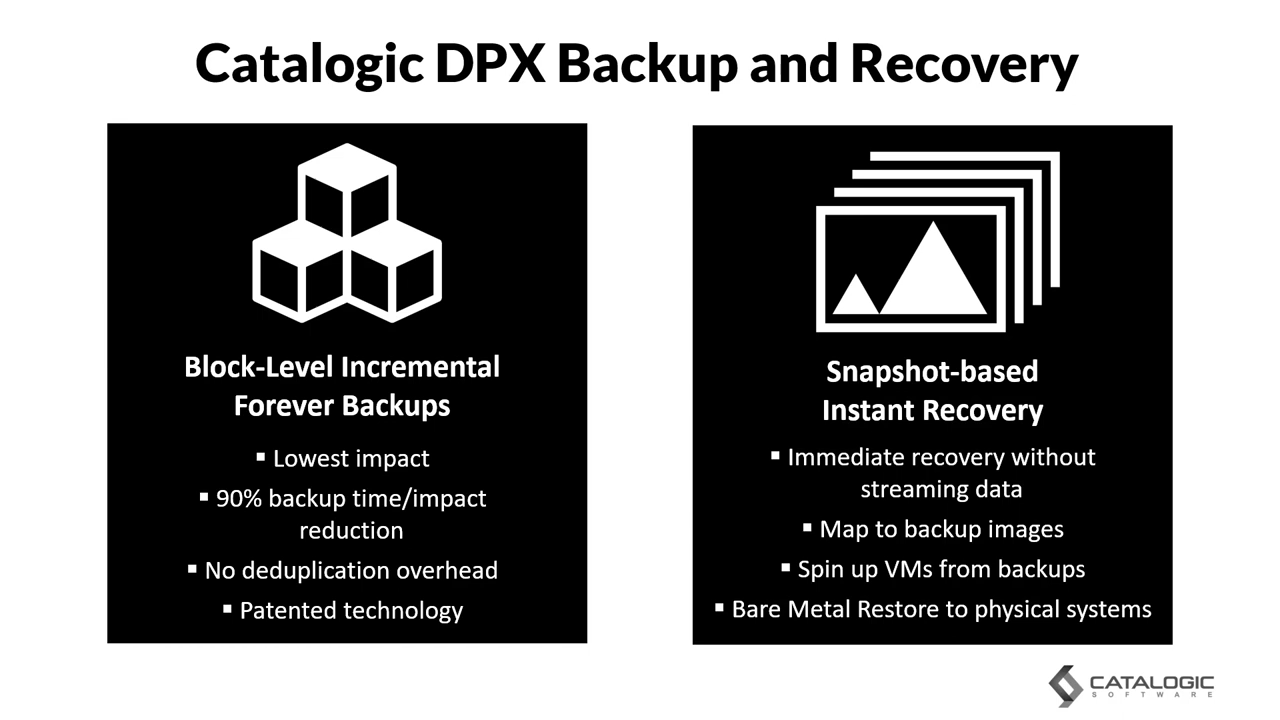 Catalogic DPX Backup and Recovery
Block-Level Incremental
Forever Backups
▪ Lowest impact
▪ 90% backup time/impact
reduction
▪ No deduplication overhead
▪ Patented technology
Snapshot-based
Instant Recovery
▪ Immediate recovery without
streaming data
▪ Map to backup images
▪ Spin up VMs from backups
▪ Bare Metal Restore to physical systems
CATALOGIC
SOFTWARE